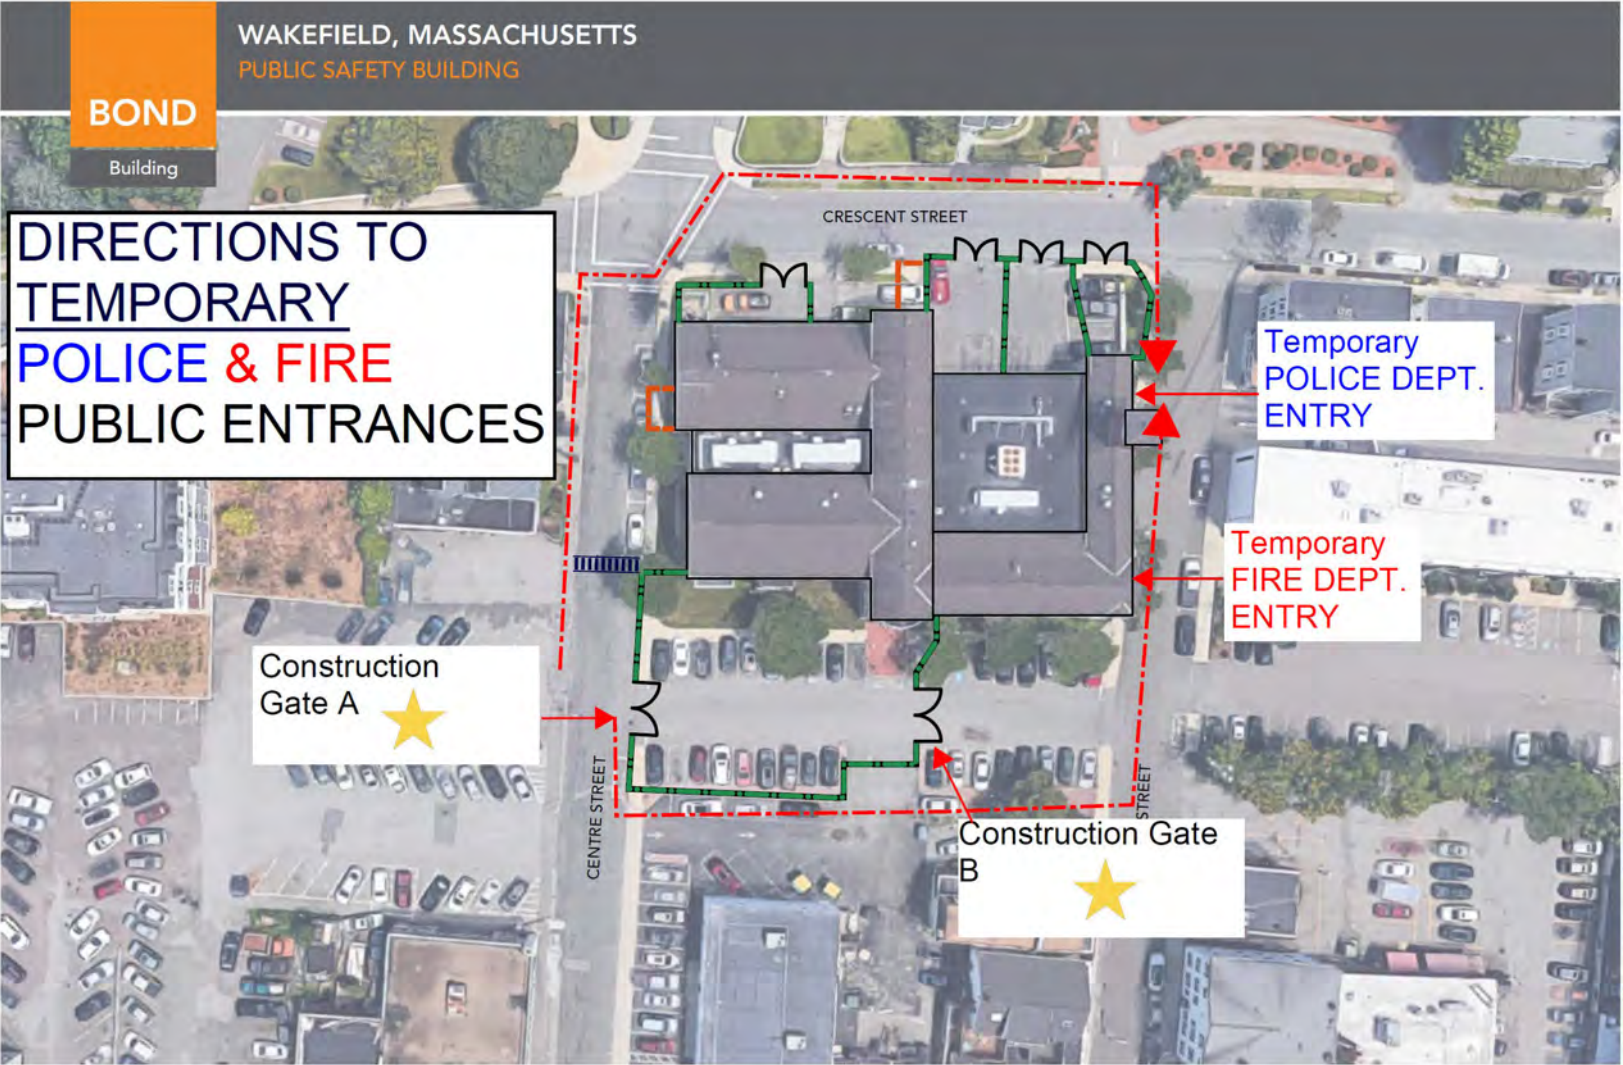 WAKEFIELD, MASSACHUSETTS
PUBLIC SAFETY BUILDING
BOND
Building
DIRECTIONS TO
TEMPORARY
POLICE & FIRE
PUBLIC ENTRANCES
CRESCENT STREET
Temporary
POLICE DEPT.
ENTRY
Temporary
FIRE DEPT.
ENTRY
Construction
Gate A
CENTRE STREET
STREET
Construction Gate
B